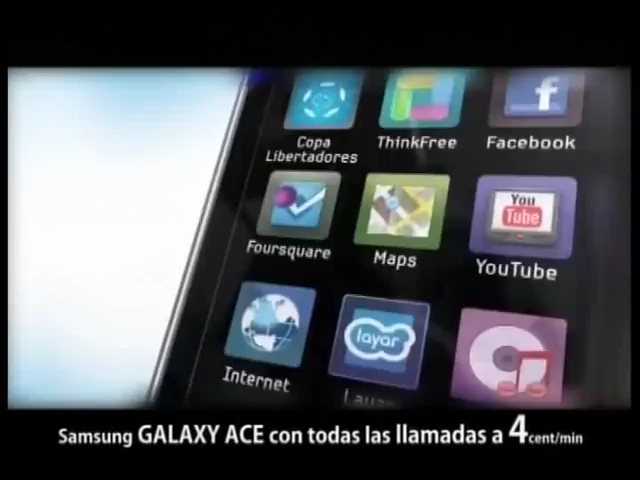 Copa
Libertadores
ThinkFree
Facebook
f
Foursquare
Maps
You
Tube
YouTube
layar
Internet
Layar
Samsung GALAXY ACE con todas las llamadas a 4cent/min